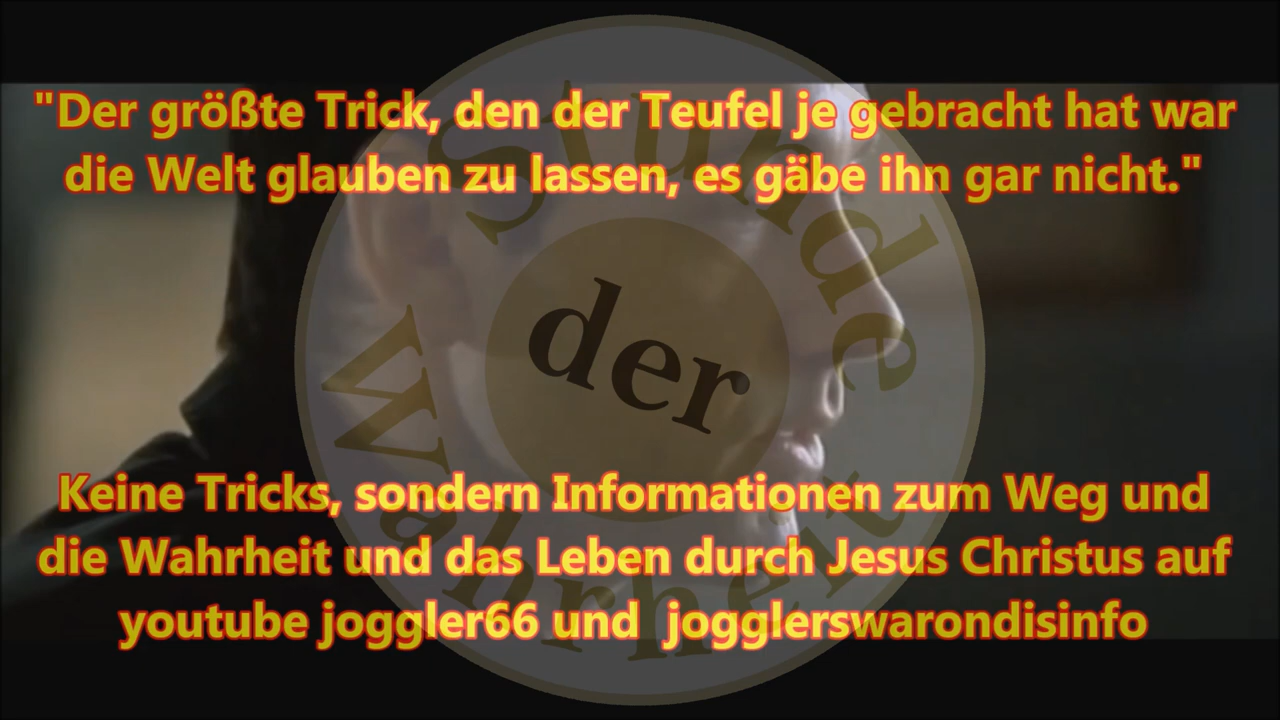 "Der größte Trick, den der Teufel je gebracht hat war
die Welt glauben zu lassen, es gäbe ihn gar nicht."
Stunde
der
Wahrheit
Keine Tricks, sondern Informationen zum Weg und
die Wahrheit und das Leben durch Jesus Christus auf
youtube joggler66 und  jogglerswarondisinfo